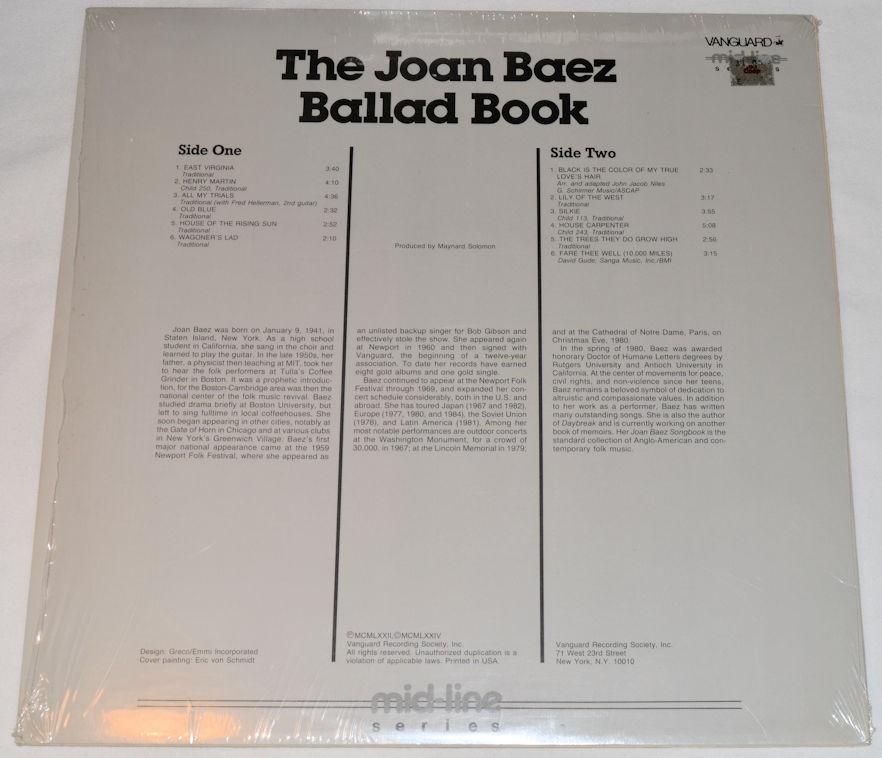 VANGUARD
mid-line
The Joan Baez
Ballad Book
Side One
1. EAST VIRGINIA 3:40
Traditional
2. HENRY MARTIN 4:10
Child 250, Traditional
3. ALL MY TRIALS 4:36
Traditional (with Fred Hellerman, 2nd guitar)
4. OLD BLUE 2:32
Traditional
5. HOUSE OF THE RISING SUN 2:52
Traditional
6. WAGONER'S LAD 2:10
Traditional
Produced by Maynard Solomon
Side Two
1. BLACK IS THE COLOR OF MY TRUE 2:33
LOVE'S HAIR
Arr. and adapted John Jacob Niles
G. Schirmer Music/ASCAP
2. LILY OF THE WEST 3:17
Traditional
3. SILKIE 3:55
Child 113, Traditional
4. HOUSE CARPENTER 5:08
Child 243, Traditional
5. THE TREES THEY DO GROW HIGH 2:56
Traditional
6. FARE THEE WELL (10,000 MILES) 3:15
David Gude; Sanga Music, Inc./BMI
Joan Baez was born on January 9, 1941, in
Staten Island, New York. As a high school
student in California, she sang in the choir and
learned to play the guitar. In the late 1950s, her
father, a physicist then teaching at MIT, took her
to hear the folk performers at Tulla's Coffee
Grinder in Boston. It was a prophetic introduc-
tion, for the Boston-Cambridge area was then the
national center of the folk music revival. Baez
studied drama briefly at Boston University, but
left to sing fulltime in local coffeehouses. She
soon began appearing in other cities, notably at
the Gate of Horn in Chicago and at various clubs
in New York's Greenwich Village. Baez's first
major national appearance came at the 1959
Newport Folk Festival, where she appeared as
an unlisted backup singer for Bob Gibson and
effectively stole the show. She appeared again
at Newport in 1960 and then signed with
Vanguard, the beginning of a twelve-year
association. To date her records have earned
eight gold albums and one gold single.
Baez continued to appear at the Newport Folk
Festival through 1969, and expanded her con-
cert schedule considerably, both in the U.S. and
abroad. She has toured Japan (1967 and 1982),
Europe (1977, 1980, and 1984), the Soviet Union
(1978), and Latin America (1981). Among her
most notable performances are outdoor concerts
at the Washington Monument, for a crowd of
30,000, in 1967; at the Lincoln Memorial in 1979;
and at the Cathedral of Notre Dame, Paris, on
Christmas Eve, 1980.
In the spring of 1980, Baez was awarded
honorary Doctor of Humane Letters degrees by
Rutgers University and Antioch University in
California. At the center of movements for peace,
civil rights, and non-violence since her teens,
Baez remains a beloved symbol of dedication to
altruistic and compassionate values. In addition
to her work as a performer, Baez has written
many outstanding songs. She is also the author
of Daybreak and is currently working on another
book of memoirs. Her Joan Baez Songbook is the
standard collection of Anglo-American and con-
temporary folk music.
Design: Greco/Emmi Incorporated
Cover painting: Eric von Schmidt
℗MCMLXXII, ©MCMLXXIV
Vanguard Recording Society, Inc.
All rights reserved. Unauthorized duplication is a
violation of applicable laws. Printed in USA.
Vanguard Recording Society, Inc.
71 West 23rd Street
New York, N.Y. 10010
mid-line
series